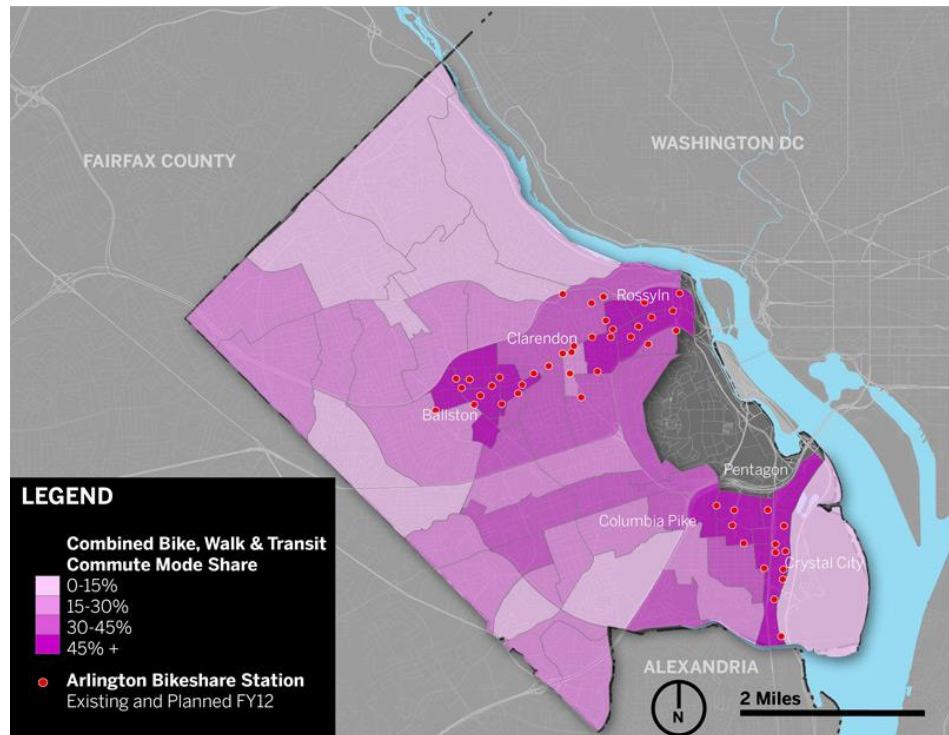 FAIRFAX COUNTY
WASHINGTON DC
Rossyln
Clarendon
Ballston
Pentagon
Columbia Pike
Crystal City
ALEXANDRIA
LEGEND
Combined Bike, Walk & Transit
Commute Mode Share
0-15%
15-30%
30-45%
45% +
Arlington Bikeshare Station
Existing and Planned FY12
N
2 Miles